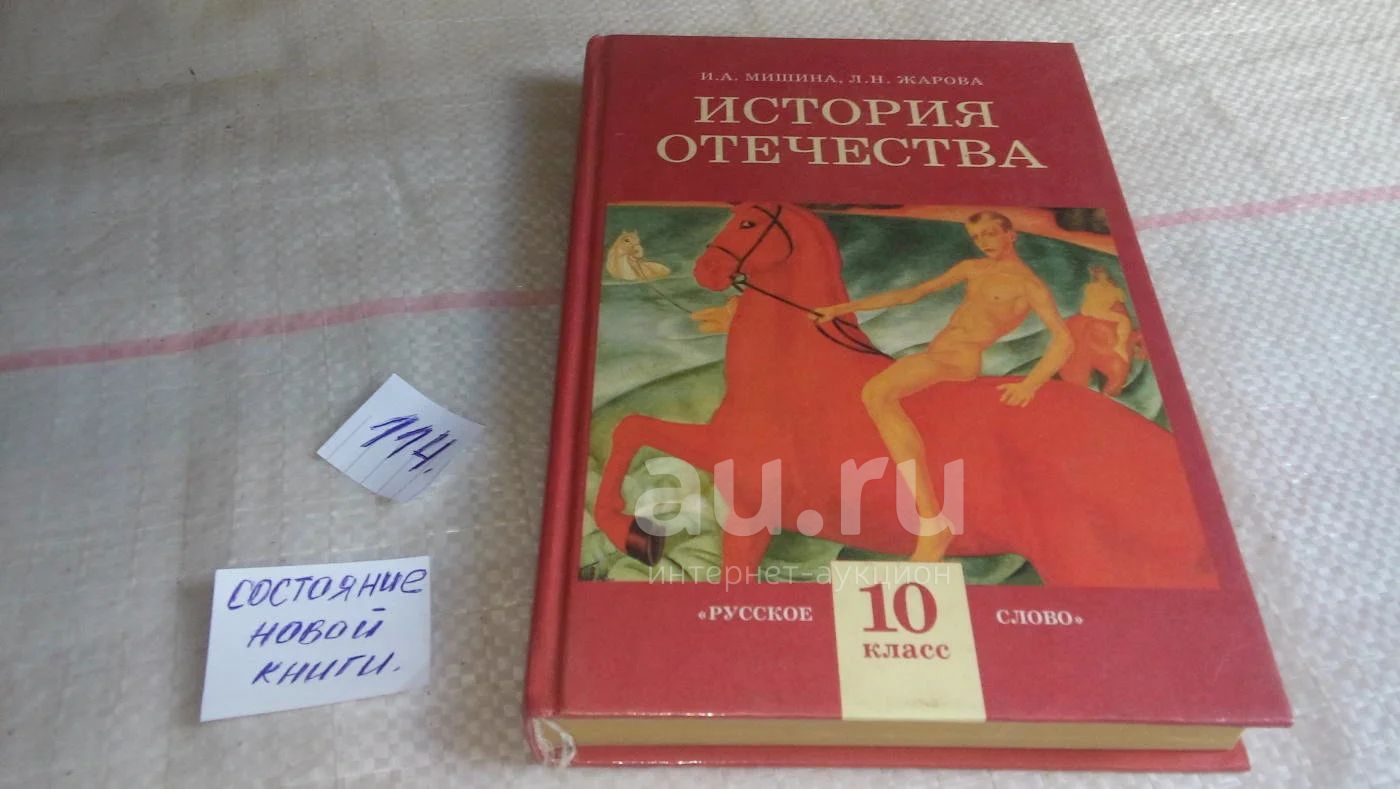 И.А. МИШИНА, Л.Н. ЖАРОВА
ИСТОРИЯ
ОТЕЧЕСТВА
au.ru
интернет-аукцион
«РУССКОЕ
10
класс
СЛОВО»
114.
СОСТОЯНИЕ
НОВОЙ
КНИГИ.